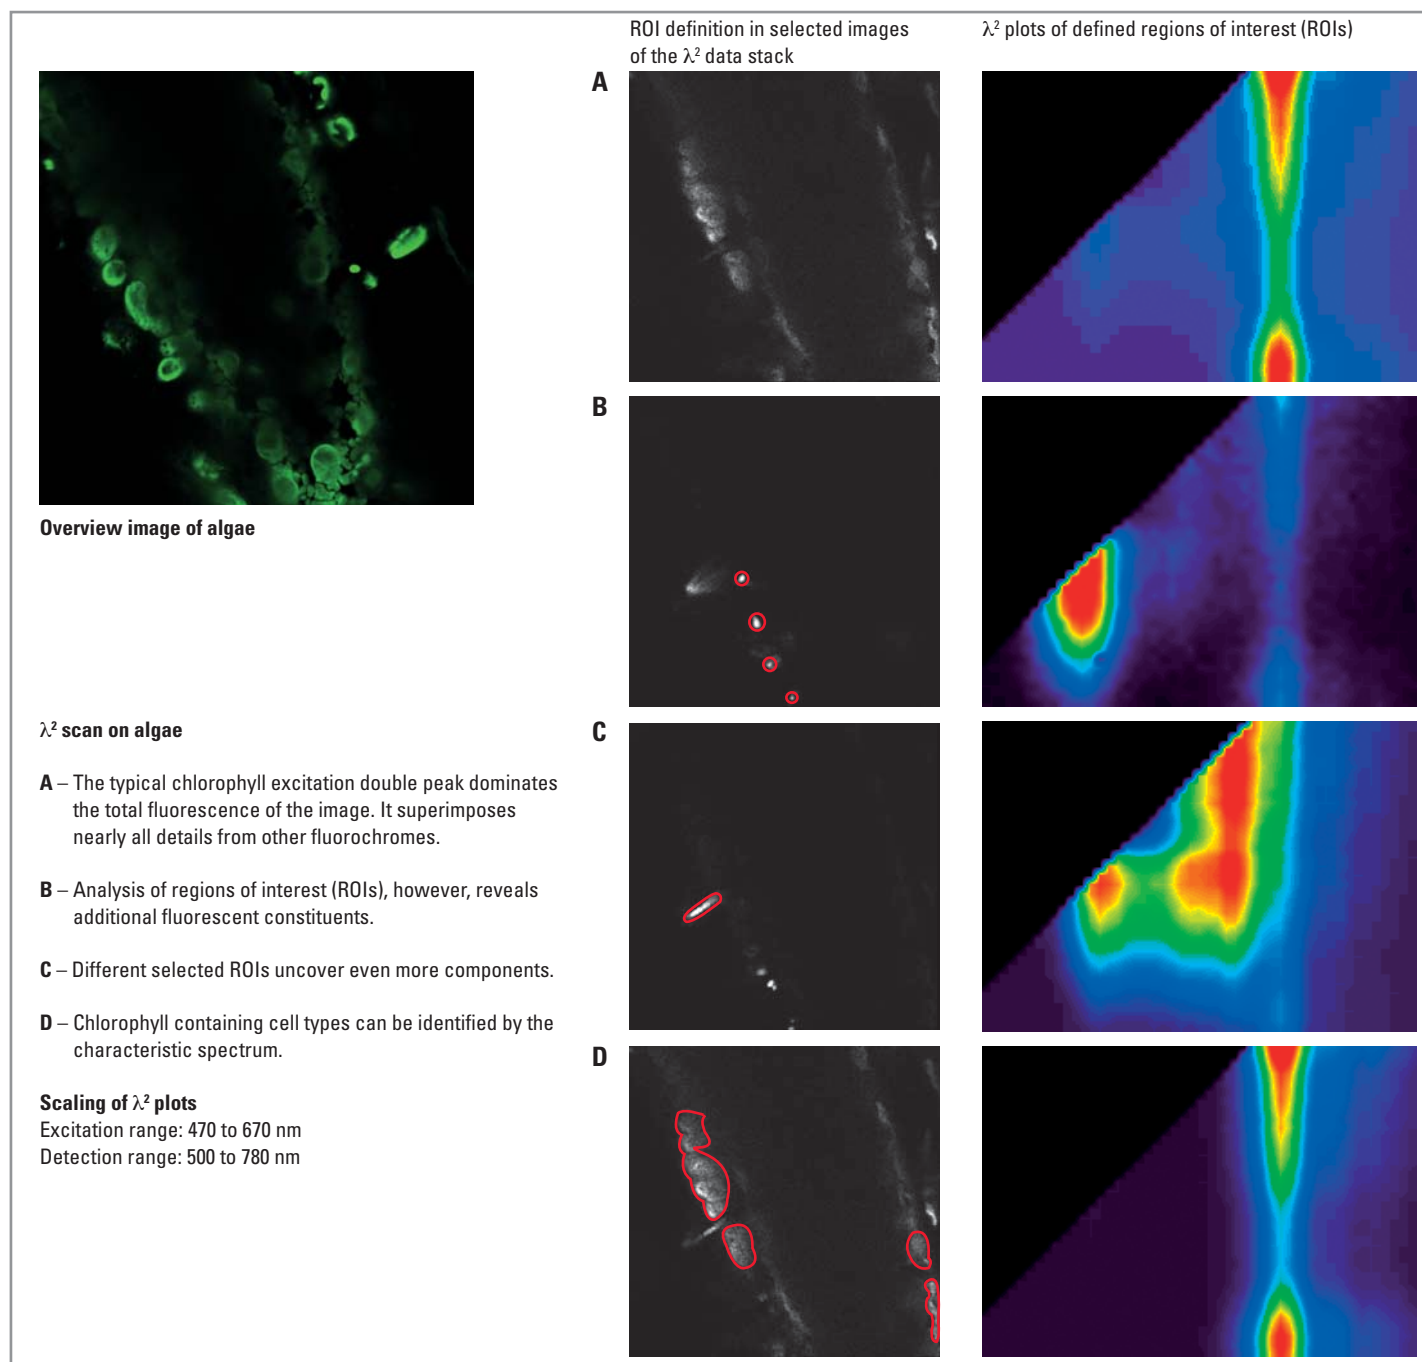 ROI definition in selected images
of the λ² data stack
λ² plots of defined regions of interest (ROIs)
A
B
C
D
Overview image of algae
λ² scan on algae
A – The typical chlorophyll excitation double peak dominates
the total fluorescence of the image. It superimposes
nearly all details from other fluorochromes.
B – Analysis of regions of interest (ROIs), however, reveals
additional fluorescent constituents.
C – Different selected ROIs uncover even more components.
D – Chlorophyll containing cell types can be identified by the
characteristic spectrum.
Scaling of λ² plots
Excitation range: 470 to 670 nm
Detection range: 500 to 780 nm